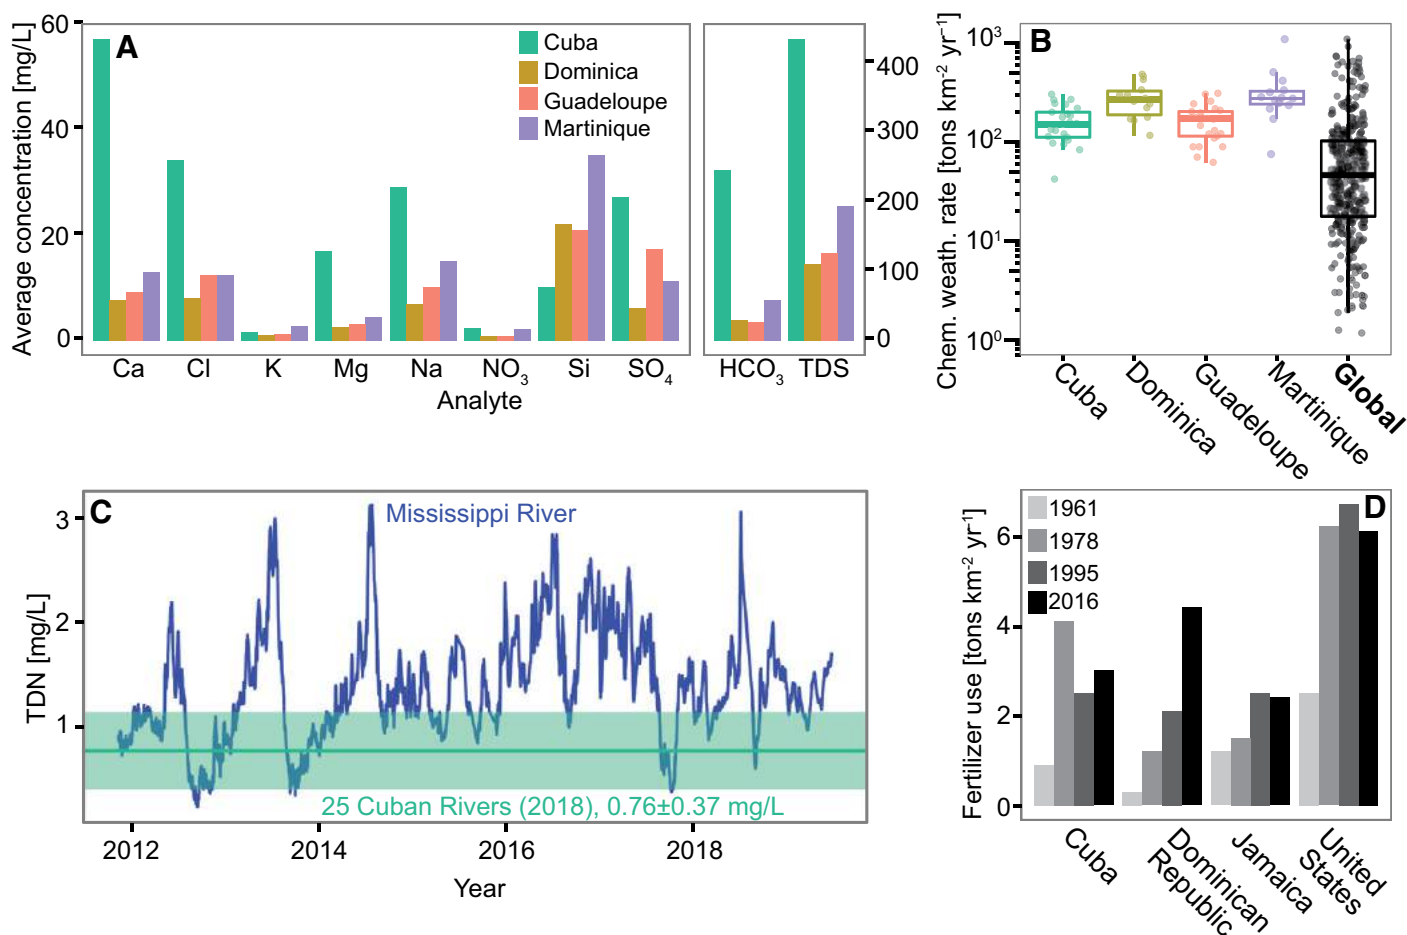 A
Average concentration [mg/L]
60
40
20
0
Cuba
Dominica
Guadeloupe
Martinique
400
300
200
100
0
Ca Cl K Mg Na NO3 Si SO4 HCO3 TDS
Analyte
B
Chem. weath. rate [tons km⁻² yr⁻¹]
10³
10²
10¹
10⁰
Cuba
Dominica
Guadeloupe
Martinique
Global
C
TDN [mg/L]
3
2
1
Mississippi River
25 Cuban Rivers (2018), 0.76±0.37 mg/L
2012 2014 2016 2018
Year
D
Fertilizer use [tons km⁻² yr⁻¹]
6
4
2
0
1961
1978
1995
2016
Cuba
Dominican
Republic
Jamaica
United
States